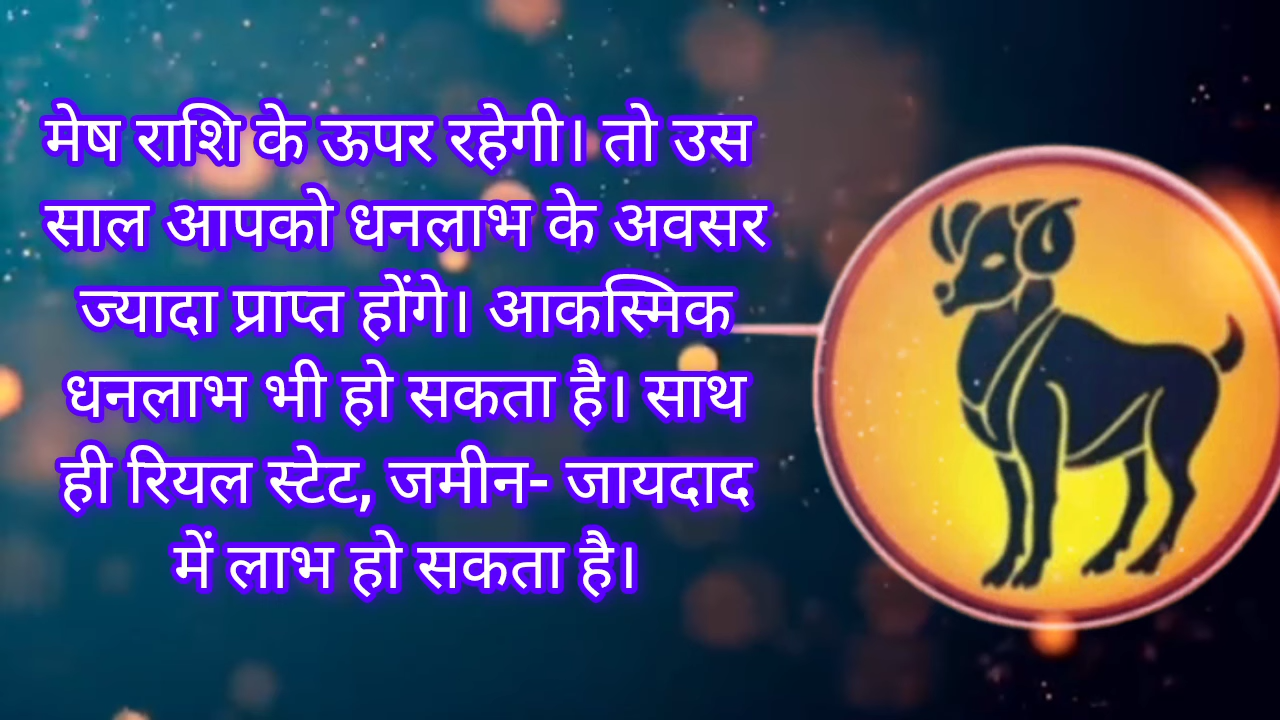 मेष राशि के ऊपर रहेगी। तो उस
साल आपको धनलाभ के अवसर
ज्यादा प्राप्त होंगे। आकस्मिक
धनलाभ भी हो सकता है। साथ
ही रियल स्टेट, जमीन- जायदाद
में लाभ हो सकता है।